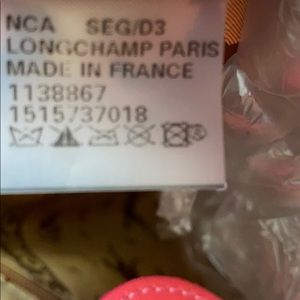 NCA SEG/D3
LONGCHAMP PARIS
MADE IN FRANCE
1138867
1515737018